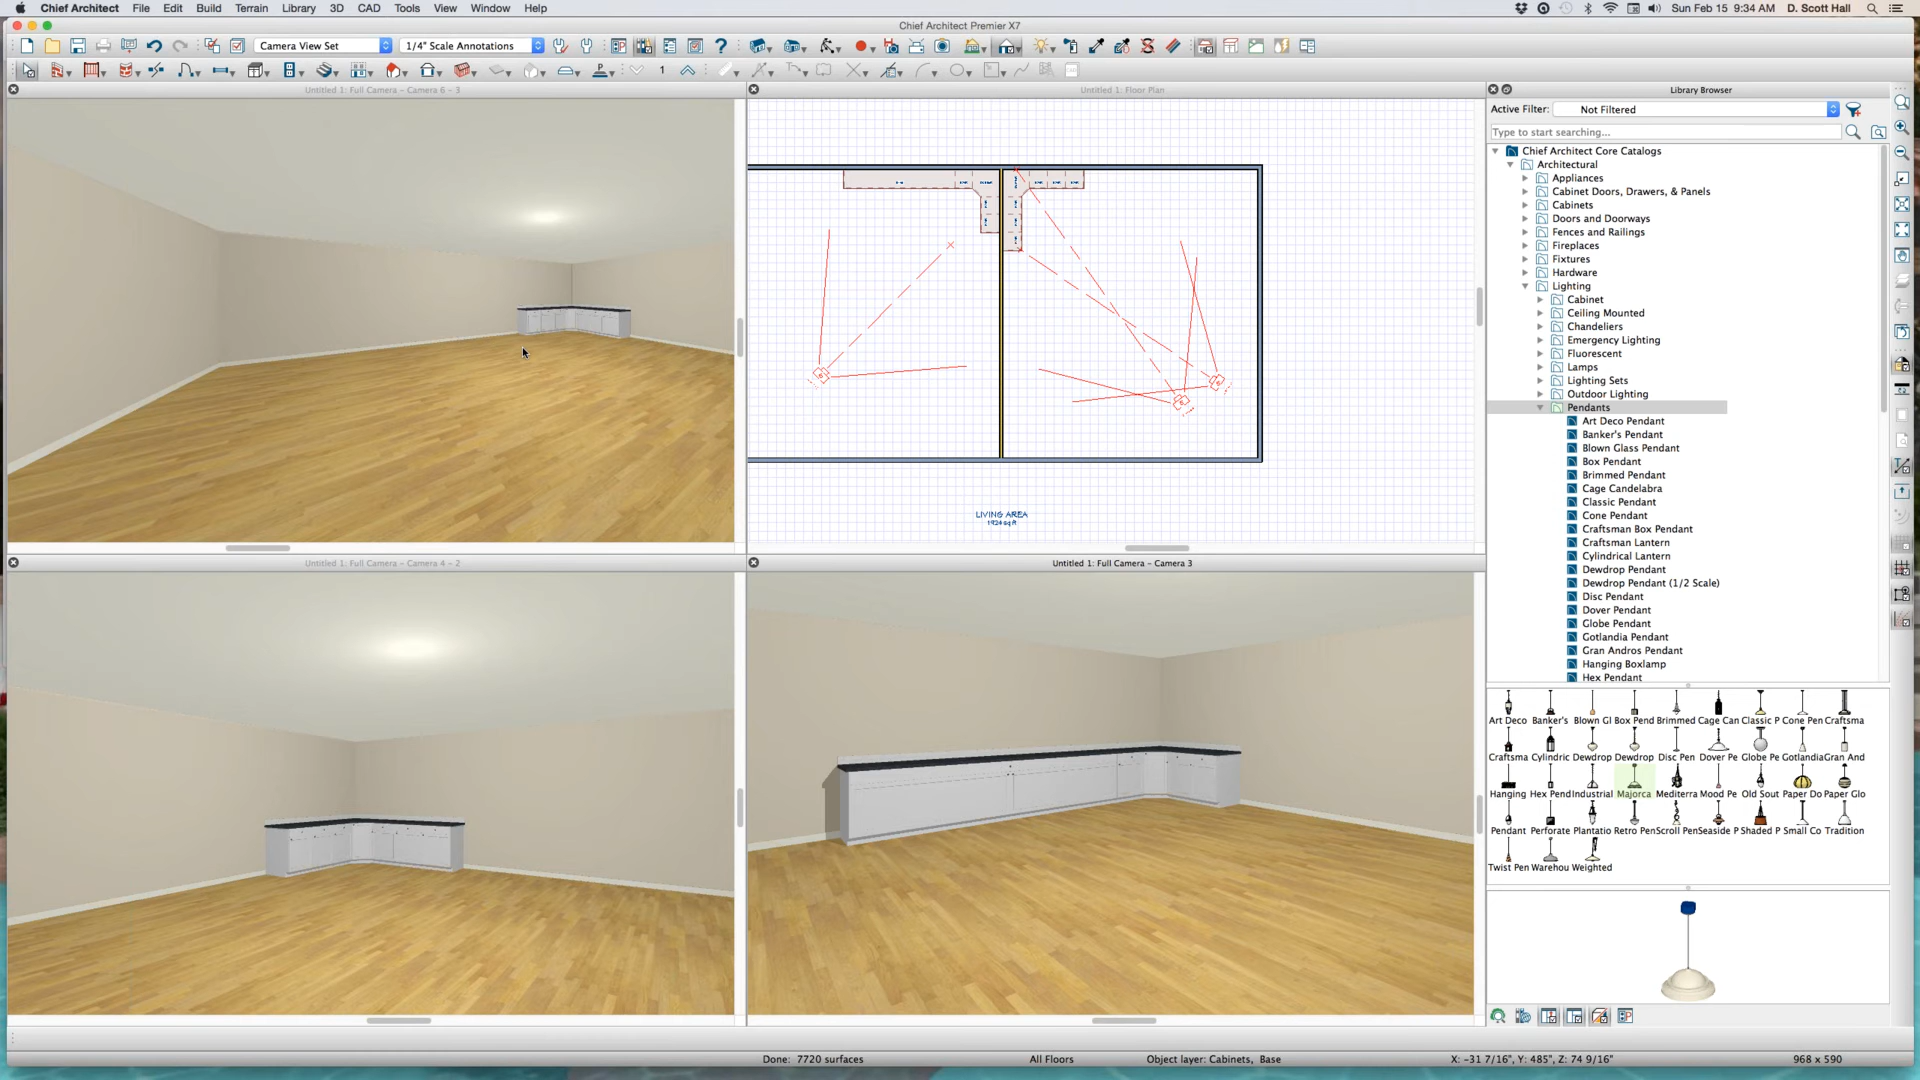 Chief Architect File Edit Build Terrain Library 3D CAD Tools View Window Help Sun Feb 15 9:34 AM D. Scott Hall
Chief Architect Premier X7
Camera View Set 1/4" Scale Annotations
1
Untitled 1: Full Camera - Camera 6 - 3
Untitled 1: Floor Plan
LIVING AREA
1924 sq ft
Untitled 1: Full Camera - Camera 4 - 2
Untitled 1: Full Camera - Camera 3
Library Browser
Active Filter: Not Filtered
Type to start searching...
Chief Architect Core Catalogs
Architectural
Appliances
Cabinet Doors, Drawers, & Panels
Cabinets
Doors and Doorways
Fences and Railings
Fireplaces
Fixtures
Hardware
Lighting
Cabinet
Ceiling Mounted
Chandeliers
Emergency Lighting
Fluorescent
Lamps
Lighting Sets
Outdoor Lighting
Pendants
Art Deco Pendant
Banker's Pendant
Blown Glass Pendant
Box Pendant
Brimmed Pendant
Cage Candelabra
Classic Pendant
Cone Pendant
Craftsman Box Pendant
Craftsman Lantern
Cylindrical Lantern
Dewdrop Pendant
Dewdrop Pendant (1/2 Scale)
Disc Pendant
Dover Pendant
Globe Pendant
Gotlandia Pendant
Gran Andros Pendant
Hanging Boxlamp
Hex Pendant
Art Deco Banker's Blown Gl Box Pend Brimmed Cage Can Classic P Cone Pen Craftsma
Craftsma Cylindric Dewdrop Dewdrop Disc Pen Dover Pe Globe Pe Gotlandia Gran And
Hanging Hex Pend Industrial Majorca Mediterra Mood Pe Old Sout Paper Do Paper Glo
Pendant Perforate Plantatio Retro Pen Scroll Pen Seaside P Shaded P Small Co Tradition
Twist Pen Warehou Weighted
Done: 7720 surfaces All Floors Object layer: Cabinets, Base X: -31 7/16", Y: 485", Z: 74 9/16" 968 x 590